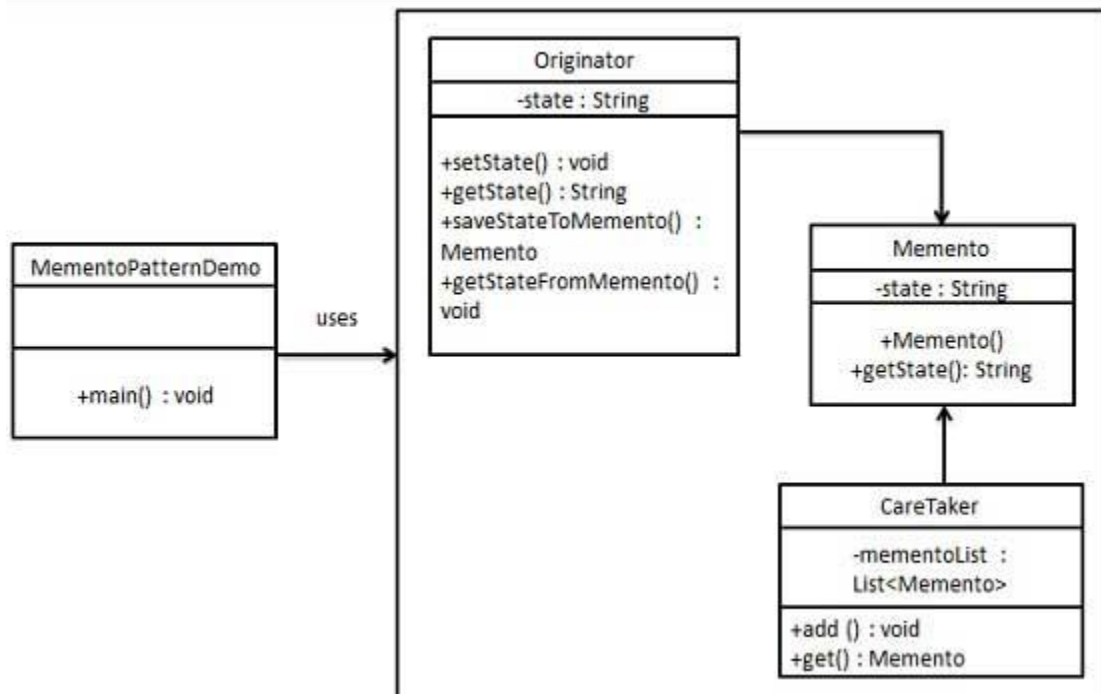 Originator
-state : String
+setState() : void
+getState() : String
+saveStateToMemento() :
Memento
+getStateFromMemento() :
void
MementoPatternDemo
+main() : void
uses
Memento
-state : String
+Memento()
+getState(): String
CareTaker
-mementoList :
List<Memento>
+add () : void
+get() : Memento